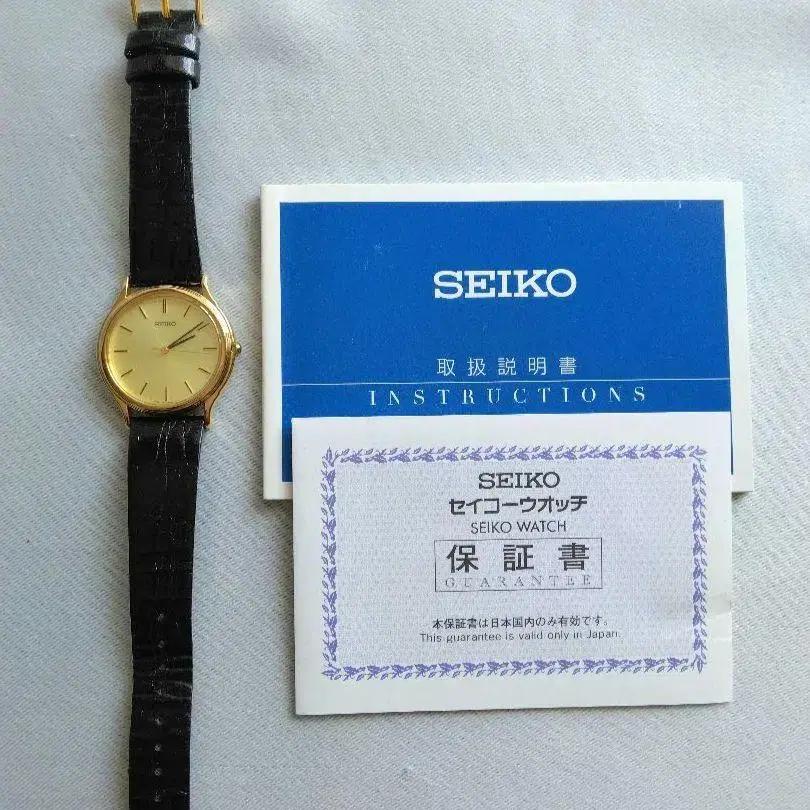 SEIKO
SEIKO
取扱説明書
INSTRUCTIONS
SEIKO
セイコーウオッチ
SEIKO WATCH
保証書
GUARANTEE
本保証書は日本国内のみ有効です。
This guarantee is valid only in Japan.